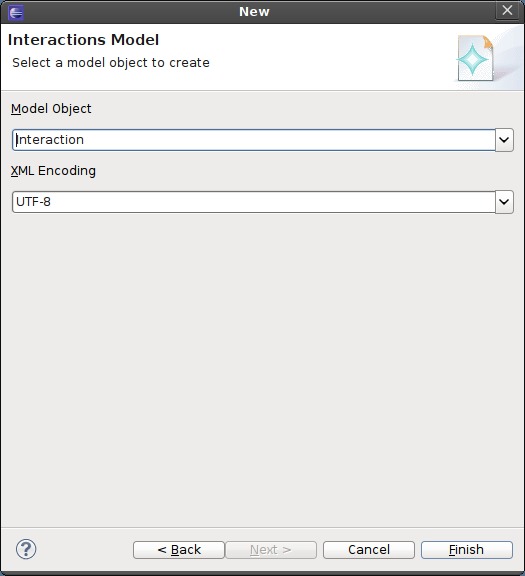 New
Interactions Model
Select a model object to create
Model Object
Interaction
XML Encoding
UTF-8
?
< Back
Next >
Cancel
Finish